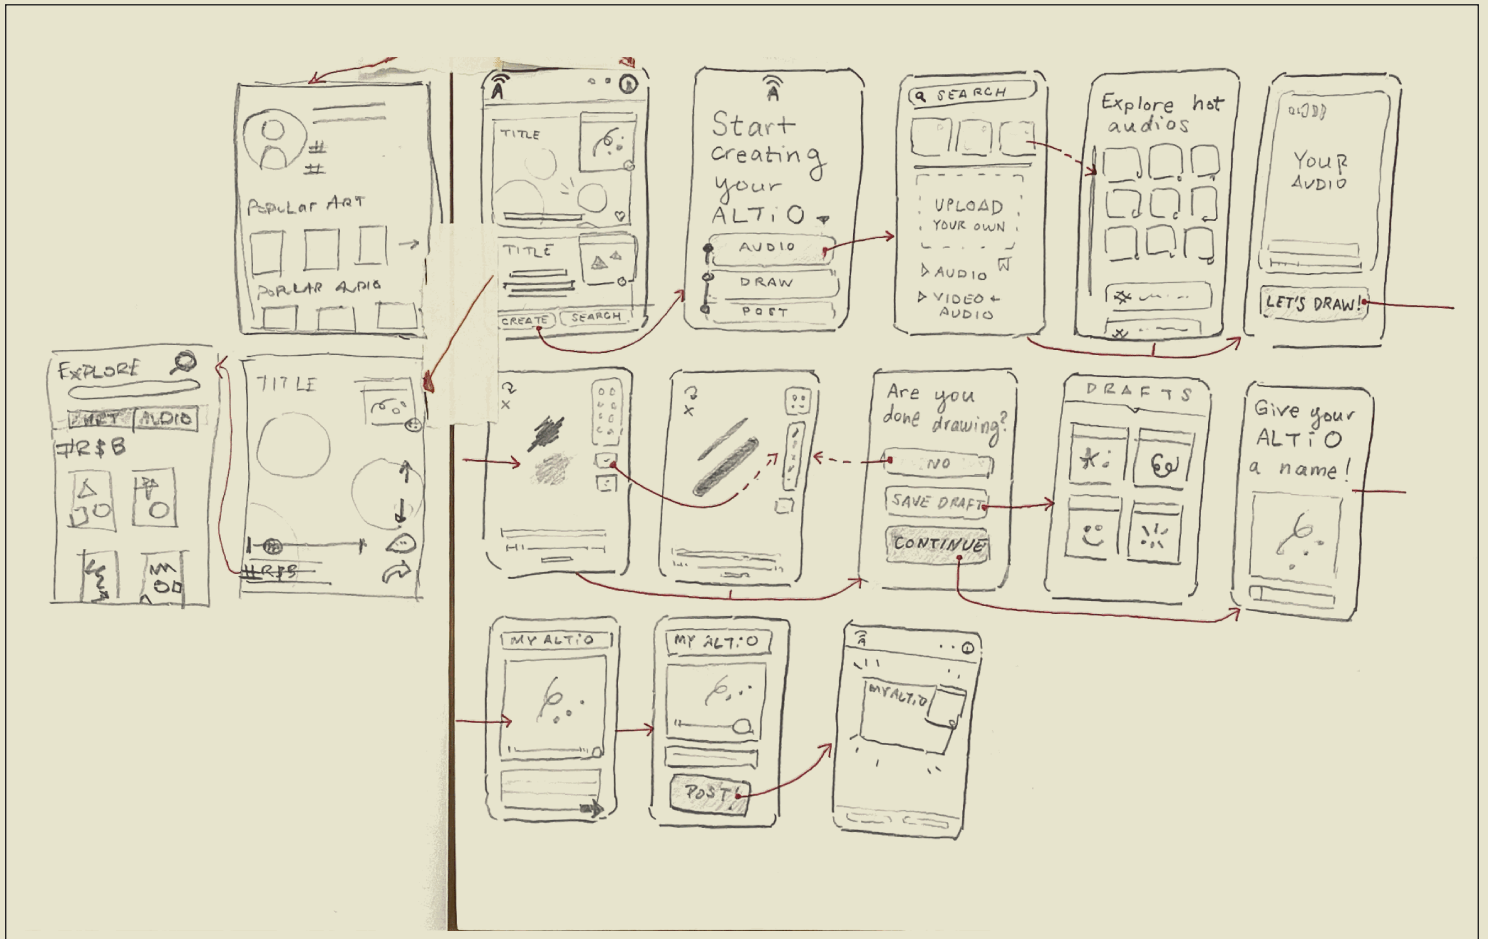 POPULAR ART
POPULAR AUDIO
A
TITLE
TITLE
CREATE
SEARCH
A
Start
creating
your
ALTiO
AUDIO
DRAW
POST
SEARCH
UPLOAD
YOUR OWN
AUDIO
VIDEO +
AUDIO
Explore hot
audios
YOUR
AUDIO
LET'S DRAW!
EXPLORE
ART
AUDIO
#R$B
TITLE
#R$B
x
x
Are you
done drawing?
NO
SAVE DRAFT
CONTINUE
DRAFTS
Give your
ALTiO
a name!
MY ALTiO
MY ALTiO
POST!
A
MY ALTiO